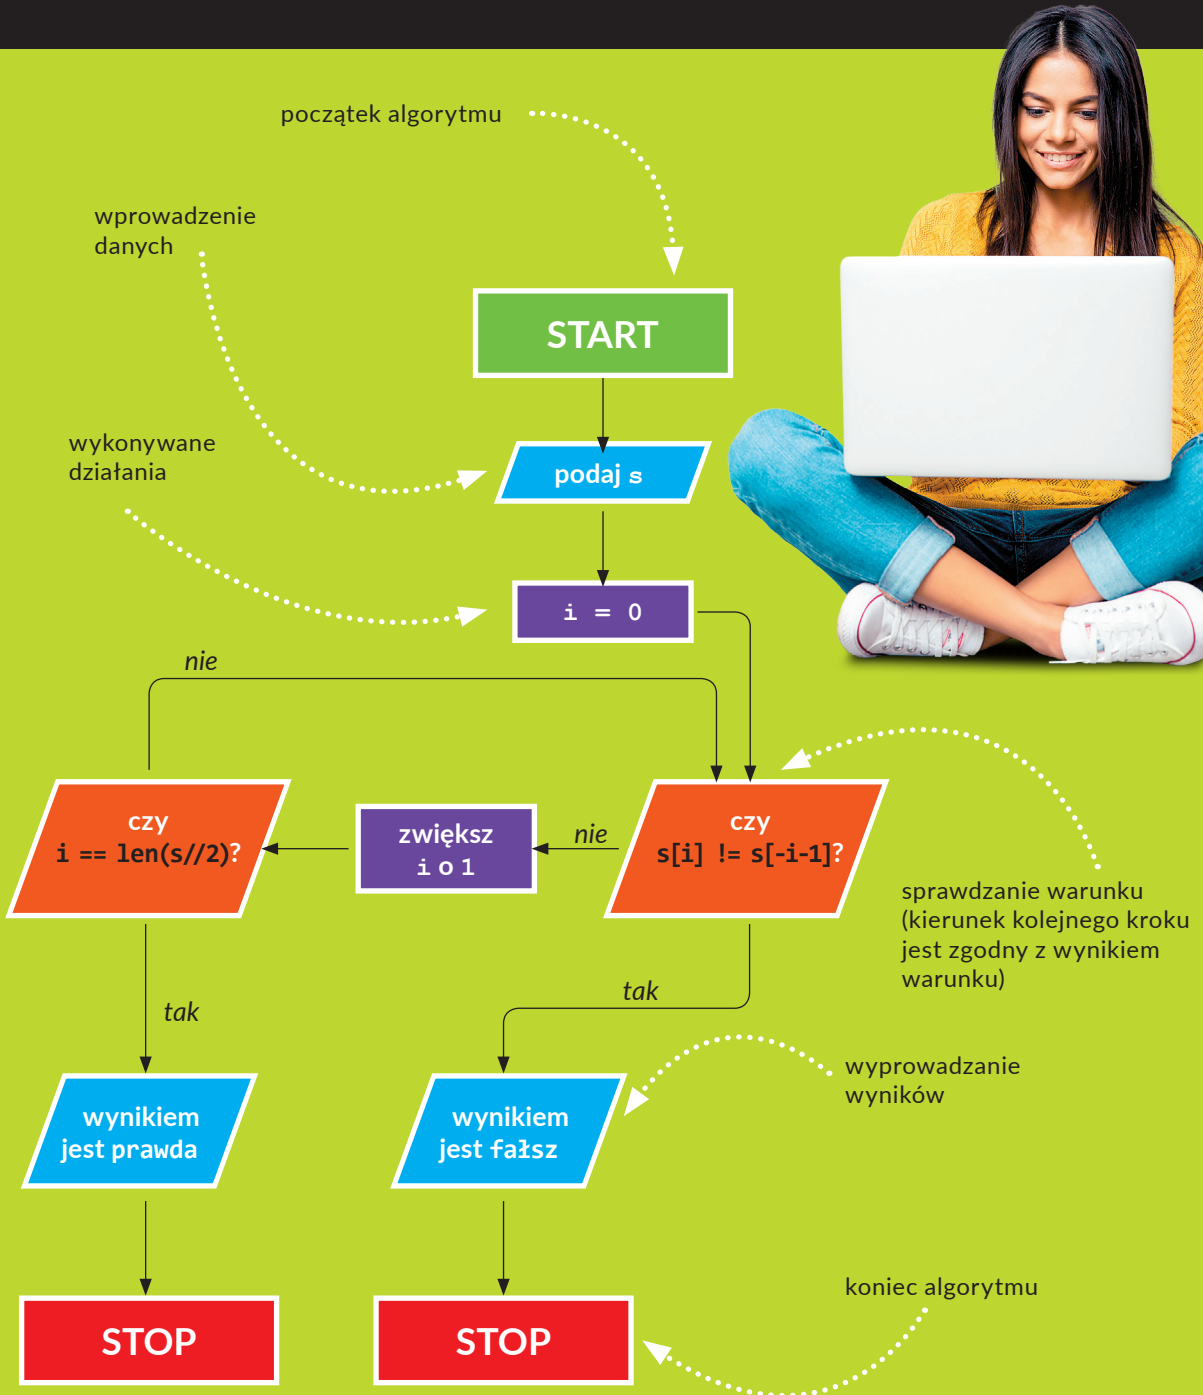 początek algorytmu
wprowadzenie
danych
START
wykonywane
działania
podaj s
i = 0
nie
czy
i == len(s//2)?
zwiększ
i o 1
nie
czy
s[i] != s[-i-1]?
sprawdzanie warunku
(kierunek kolejnego kroku
jest zgodny z wynikiem
warunku)
tak
tak
wynikiem
jest prawda
wynikiem
jest fałsz
wyprowadzanie
wyników
koniec algorytmu
STOP
STOP